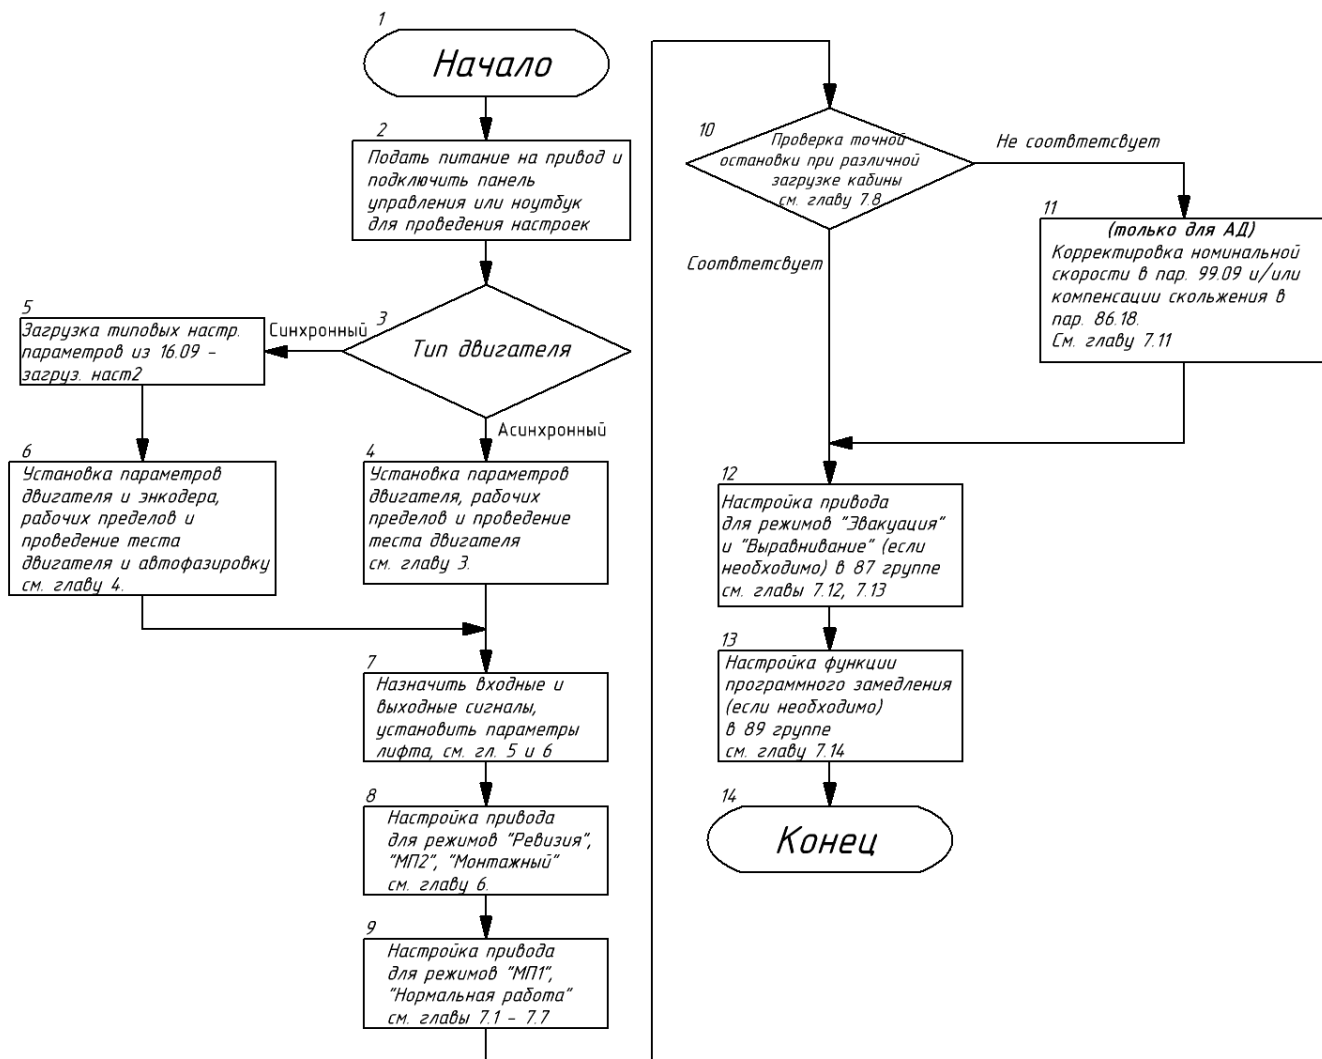 1
Начало
2
Подать питание на привод и
подключить панель
управления или ноутбук
для проведения настроек
3
Тип двигателя
Синхронный
Асинхронный
5
Загрузка типовых настр.
параметров из 16.09 –
загруз. наст2
6
Установка параметров
двигателя и энкодера,
рабочих пределов и
проведение теста
двигателя и автофазировку
см. главу 4.
4
Установка параметров
двигателя, рабочих
пределов и проведение
теста двигателя
см. главу 3.
7
Назначить входные и
выходные сигналы,
установить параметры
лифта, см. гл. 5 и 6
8
Настройка привода
для режимов "Ревизия",
"МП2", "Монтажный"
см. главу 6.
9
Настройка привода
для режимов "МП1",
"Нормальная работа"
см. главы 7.1 – 7.7
10
Проверка точной
остановки при различной
загрузке кабины
см. главу 7.8
Не соотвтетсвует
Соотвтетсвует
11
(только для АД)
Корректировка номинальной
скорости в пар. 99.09 и/или
компенсации скольжения в
пар. 86.18.
См. главу 7.11
12
Настройка привода
для режимов "Эвакуация"
и "Выравнивание" (если
необходимо) в 87 группе
см. главы 7.12, 7.13
13
Настройка функции
программного замедления
(если необходимо)
в 89 группе
см. главу 7.14
14
Конец